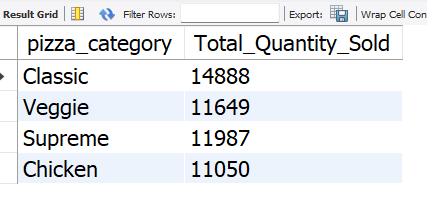 Result Grid Filter Rows: Export: Wrap Cell Con
pizza_category Total_Quantity_Sold
Classic 14888
Veggie 11649
Supreme 11987
Chicken 11050